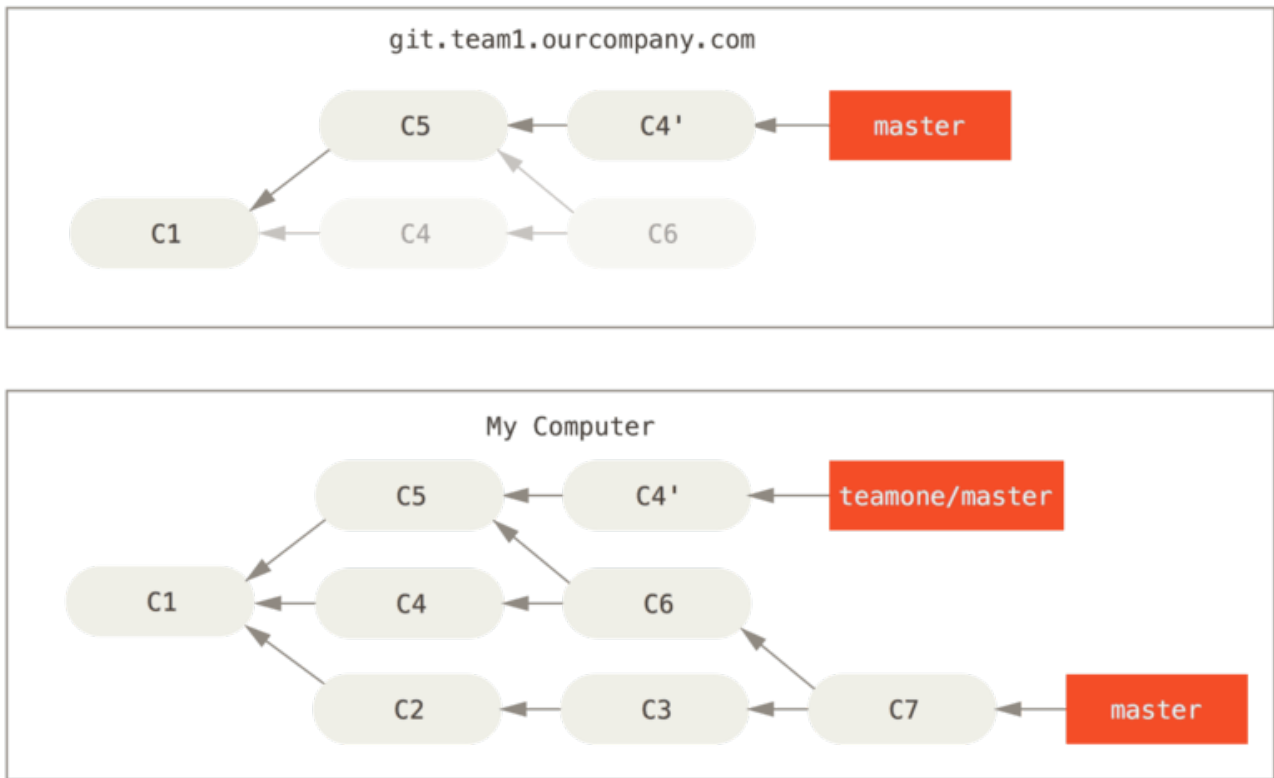 git.team1.ourcompany.com
C5 C4' master
C1 C4 C6
My Computer
C5 C4' teamone/master
C1 C4 C6
C2 C3 C7 master